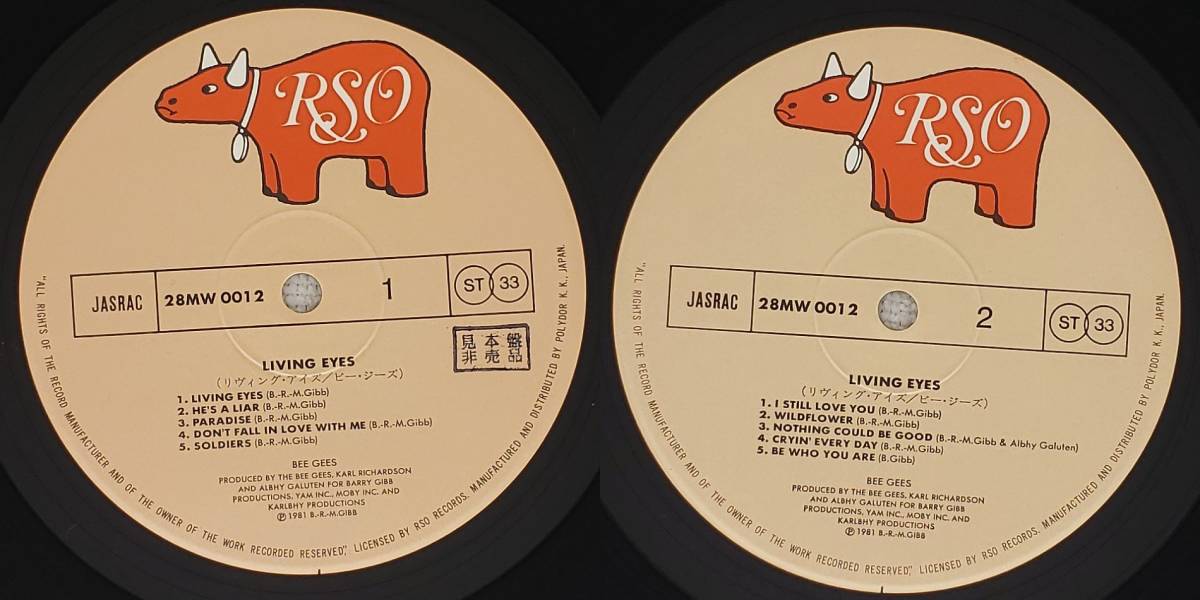 RSO
JASRAC
28MW 0012
1
ST 33
見本盤
非売品
LIVING EYES
(リヴィング・アイズ/ビー・ジーズ)
1. LIVING EYES (B.-R.-M.Gibb)
2. HE'S A LIAR (B.-R.-M.Gibb)
3. PARADISE (B.-R.-M.Gibb)
4. DON'T FALL IN LOVE WITH ME (B.-R.-M.Gibb)
5. SOLDIERS (B.-R.-M.Gibb)
BEE GEES
PRODUCED BY THE BEE GEES, KARL RICHARDSON
AND ALBHY GALUTEN FOR BARRY GIBB
PRODUCTIONS, YAM INC., MOBY INC. AND
KARLBHY PRODUCTIONS
Ⓟ 1981 B.-R.-M.GIBB
"ALL RIGHTS OF THE RECORD MANUFACTURER AND OF THE OWNER OF THE WORK RECORDED RESERVED," LICENSED BY RSO RECORDS. MANUFACTURED AND DISTRIBUTED BY POLYDOR K.K., JAPAN.
RSO
JASRAC
28MW 0012
2
ST 33
LIVING EYES
(リヴィング・アイズ/ビー・ジーズ)
1. I STILL LOVE YOU (B.-R.-M.Gibb)
2. WILDFLOWER (B.-R.-M.Gibb)
3. NOTHING COULD BE GOOD (B.-R.-M.Gibb & Albhy Galuten)
4. CRYIN' EVERY DAY (B.-R.-M.Gibb)
5. BE WHO YOU ARE (B.Gibb)
BEE GEES
PRODUCED BY THE BEE GEES, KARL RICHARDSON
AND ALBHY GALUTEN FOR BARRY GIBB
PRODUCTIONS, YAM INC., MOBY INC. AND
KARLBHY PRODUCTIONS
Ⓟ 1981 B.-R.-M.GIBB
"ALL RIGHTS OF THE RECORD MANUFACTURER AND OF THE OWNER OF THE WORK RECORDED RESERVED," LICENSED BY RSO RECORDS. MANUFACTURED AND DISTRIBUTED BY POLYDOR K.K., JAPAN.